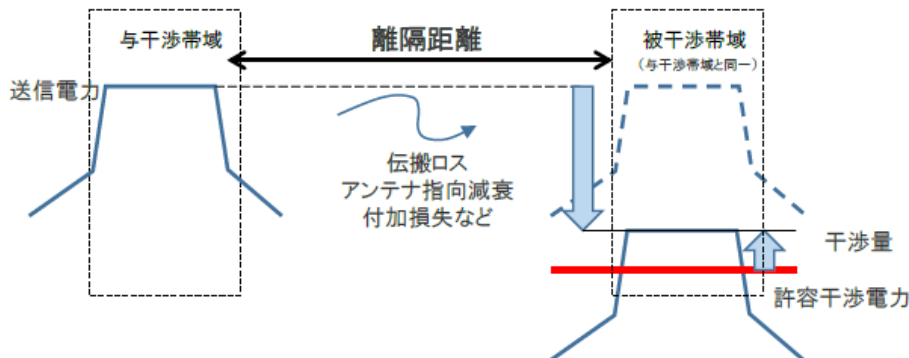 与干渉帯域
離隔距離
被干渉帯域
（与干渉帯域と同一）
送信電力
伝搬ロス
アンテナ指向減衰
付加損失など
干渉量
許容干渉電力